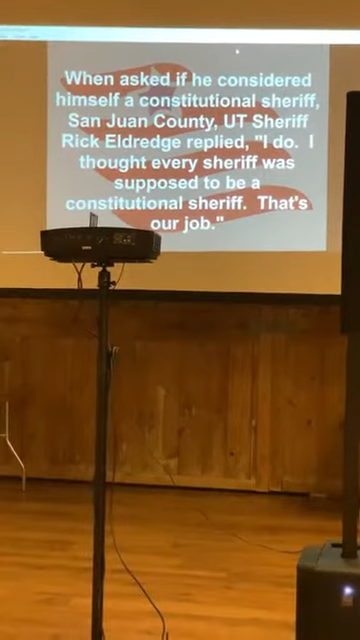 When asked if he considered
himself a constitutional sheriff,
San Juan County, UT Sheriff
Rick Eldredge replied, "I do.  I
thought every sheriff was
supposed to be a
constitutional sheriff.  That's
our job."